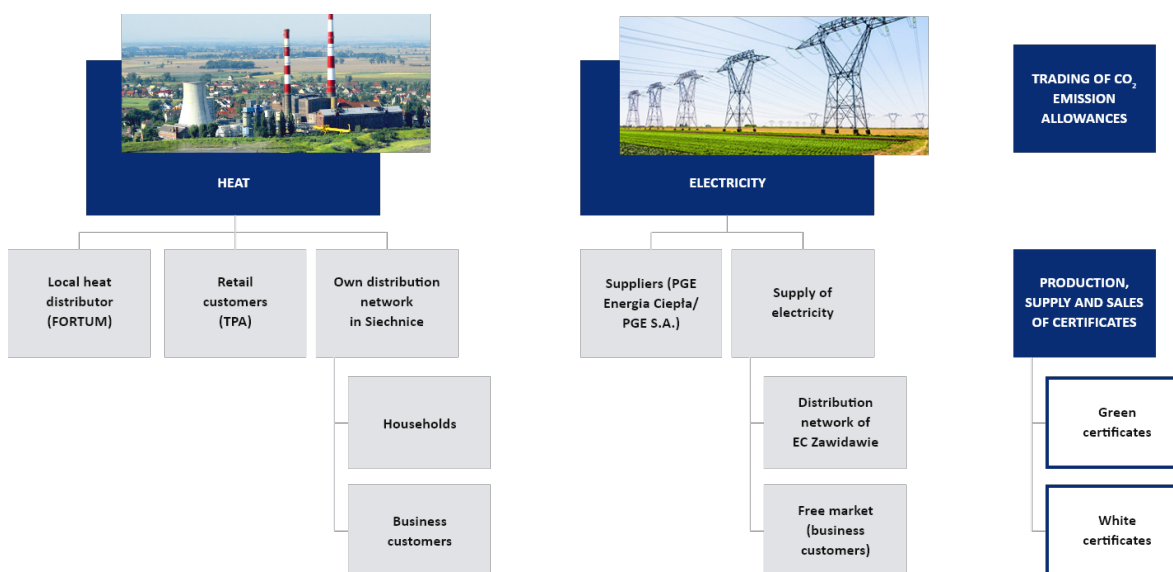 HEAT
Local heat
distributor
(FORTUM)
Retail
customers
(TPA)
Own distribution
network
in Siechnice
Households
Business
customers
ELECTRICITY
Suppliers (PGE
Energia Ciepła/
PGE S.A.)
Supply of
electricity
Distribution
network of
EC Zawidawie
Free market
(business
customers)
TRADING OF CO₂
EMISSION
ALLOWANCES
PRODUCTION,
SUPPLY AND SALES
OF CERTIFICATES
Green
certificates
White
certificates